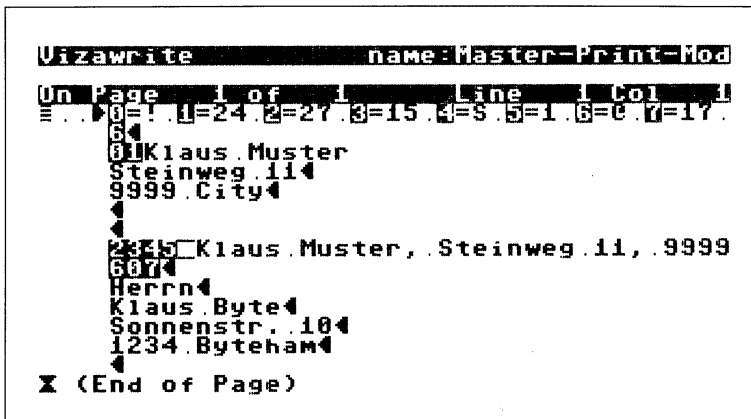 Vizawrite name:Master-Print-Mod
On Page 1 of 1 Line 1 Col 1
0=!.1=24.2=27.3=15.4=S.5=1.6=@.7=17.
6
01Klaus.Muster
Steinweg.11
9999.City
2345 Klaus.Muster,.Steinweg.11,.9999
607
Herrn
Klaus.Byte
Sonnenstr..10
1234.Byteham
(End of Page)